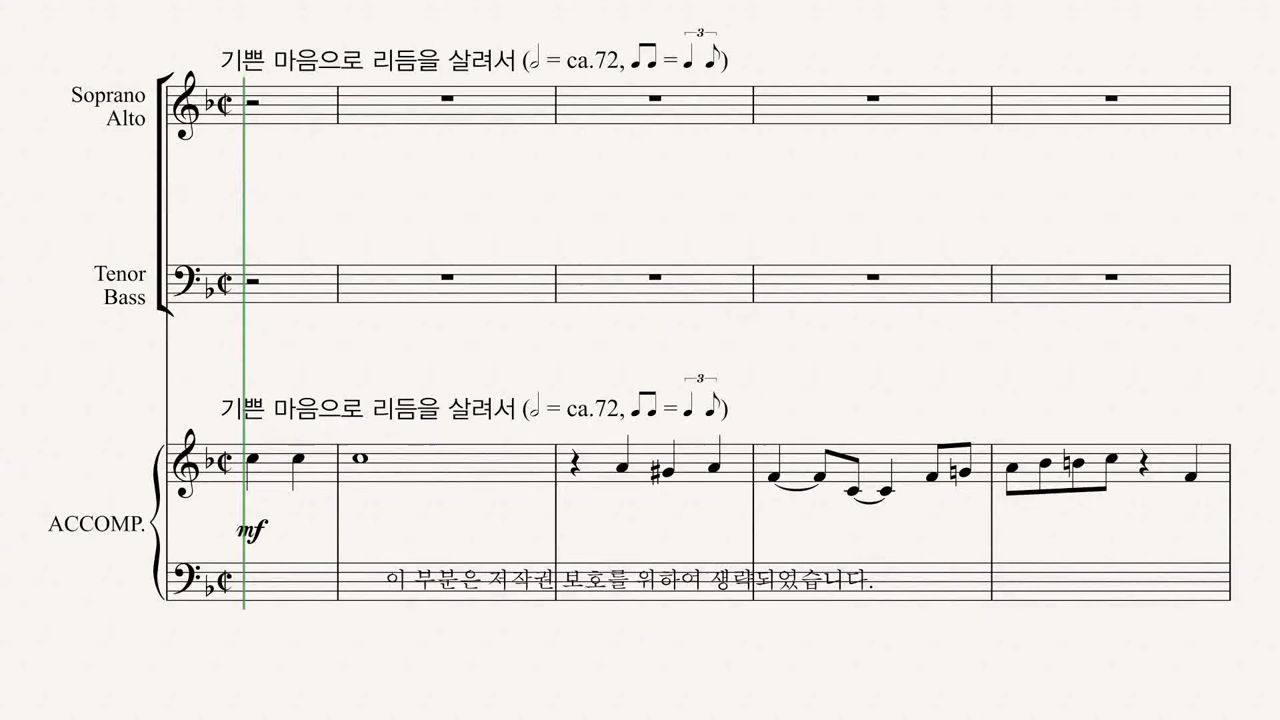 기쁜 마음으로 리듬을 살려서 (𝅗𝅥 = ca.72, ♫ = ♩ ♪)
3
Soprano
Alto
Tenor
Bass
기쁜 마음으로 리듬을 살려서 (𝅗𝅥 = ca.72, ♫ = ♩ ♪)
3
ACCOMP.
mf
이 부분은 저작권 보호를 위하여 생략되었습니다.